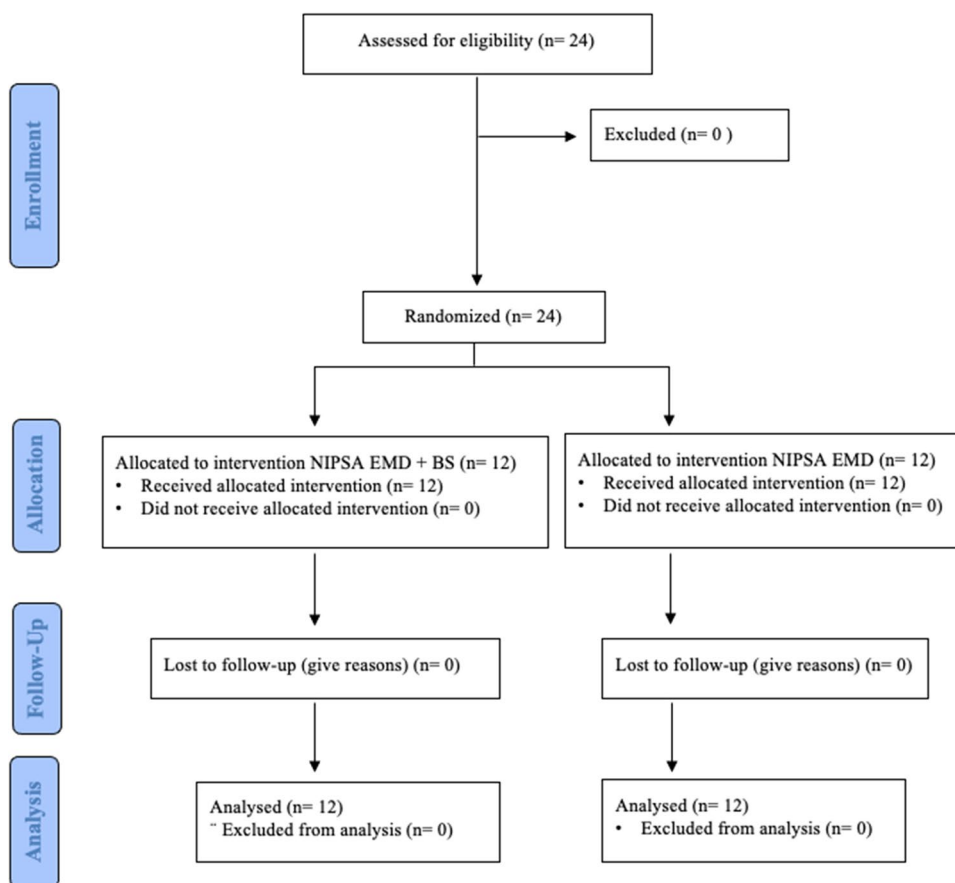 Assessed for eligibility (n= 24)
Enrollment
Excluded (n= 0 )
Randomized (n= 24)
Allocation
Allocated to intervention NIPSA EMD + BS (n= 12)
• Received allocated intervention (n= 12)
• Did not receive allocated intervention (n= 0)
Allocated to intervention NIPSA EMD (n= 12)
• Received allocated intervention (n= 12)
• Did not receive allocated intervention (n= 0)
Follow-Up
Lost to follow-up (give reasons) (n= 0)
Lost to follow-up (give reasons) (n= 0)
Analysis
Analysed (n= 12)
¨ Excluded from analysis (n= 0)
Analysed (n= 12)
• Excluded from analysis (n= 0)